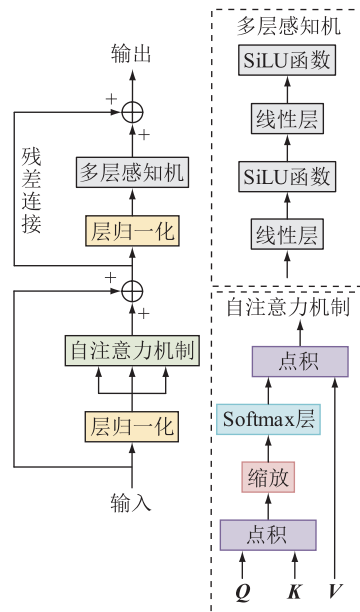 输出
+
+
多层感知机
层归一化
残差连接
+
+
自注意力机制
层归一化
输入
多层感知机
SiLU函数
线性层
SiLU函数
线性层
自注意力机制
点积
Softmax层
缩放
点积
Q K V